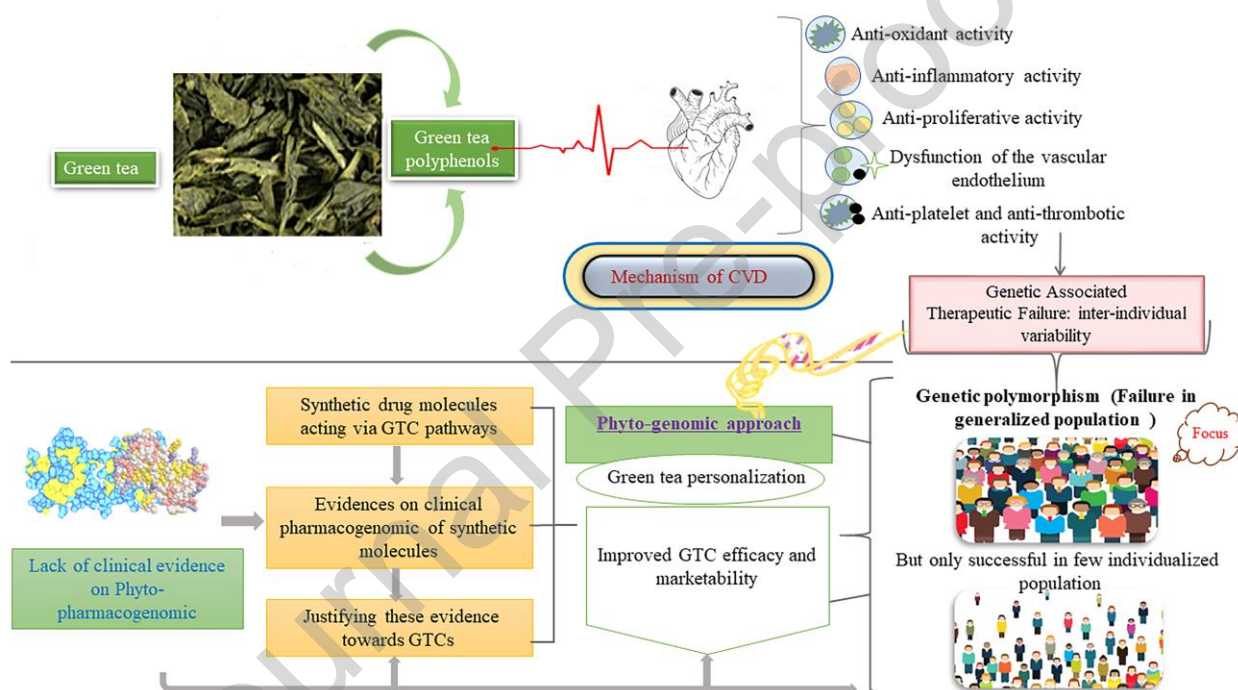 Green tea
Green tea
polyphenols
Anti-oxidant activity
Anti-inflammatory activity
Anti-proliferative activity
Dysfunction of the vascular
endothelium
Anti-platelet and anti-thrombotic
activity
Mechanism of CVD
Genetic Associated
Therapeutic Failure: inter-individual
variability
Genetic polymorphism (Failure in
generalized population )
Focus
But only successful in few individualized
population
Phyto-genomic approach
Green tea personalization
Improved GTC efficacy and
marketability
Synthetic drug molecules
acting via GTC pathways
Evidences on clinical
pharmacogenomic of synthetic
molecules
Justifying these evidence
towards GTCs
Lack of clinical evidence
on Phyto-
pharmacogenomic
Journal Pre-proo